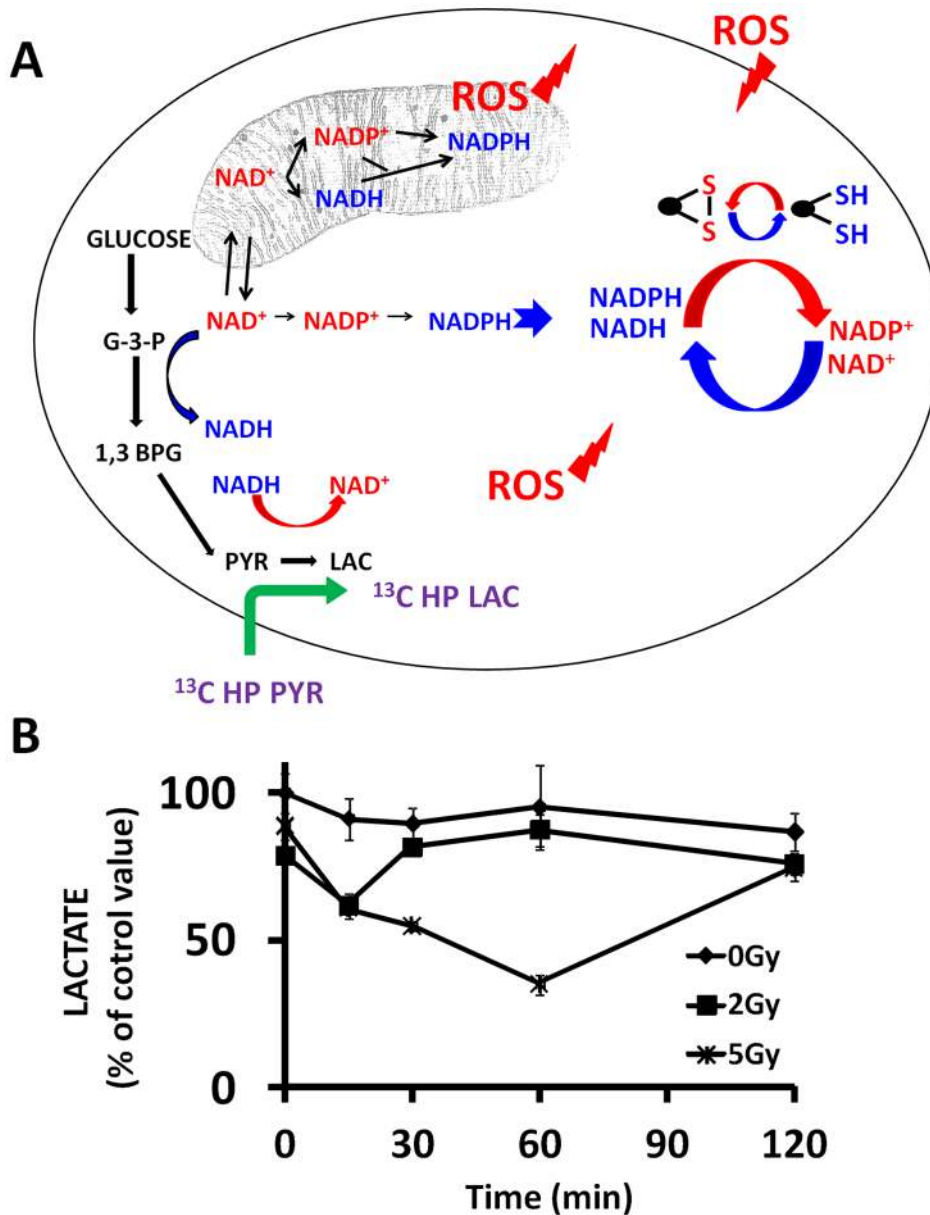 A
ROS
ROS
NADP⁺
NADPH
NAD⁺
NADH
S
S
SH
SH
GLUCOSE
NAD⁺
NADP⁺
NADPH
NADPH
NADH
NADP⁺
NAD⁺
G-3-P
NADH
1,3 BPG
NADH
NAD⁺
ROS
PYR
LAC
¹³C HP LAC
¹³C HP PYR
B
LACTATE
(% of cotrol value)
100
50
0
0Gy
2Gy
5Gy
0 30 60 90 120
Time (min)